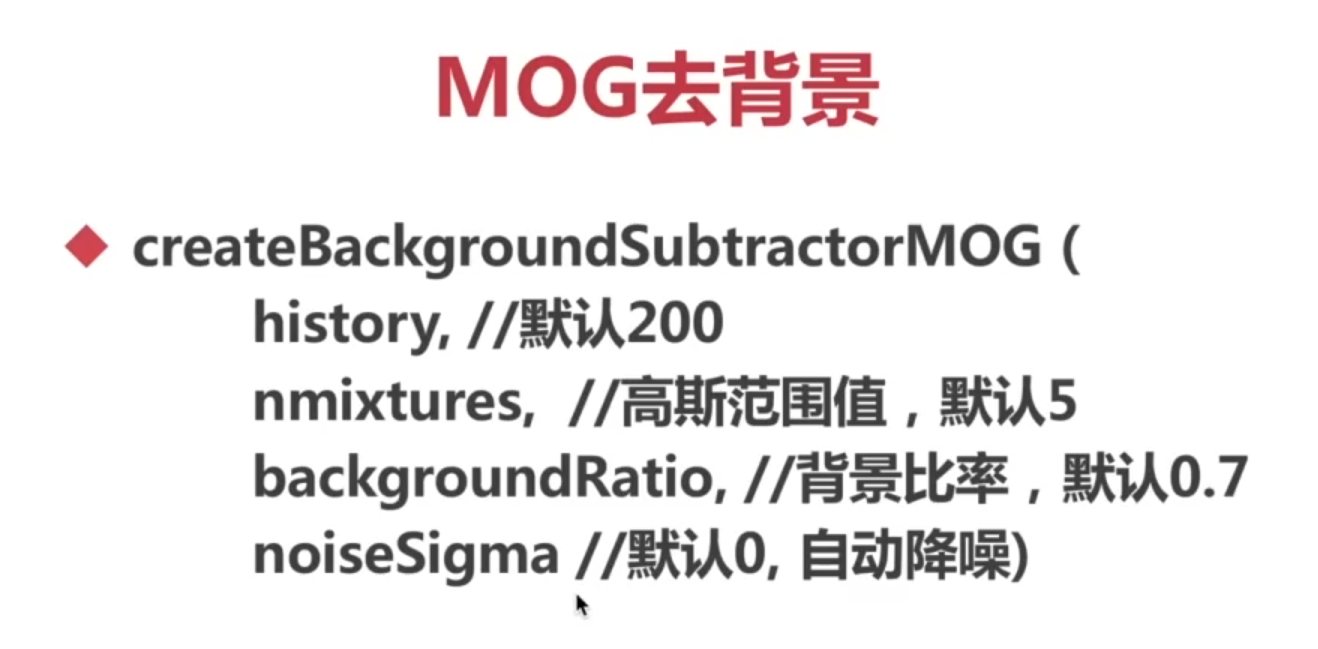 MOG去背景
createBackgroundSubtractorMOG (
history, //默认200
nmixtures, //高斯范围值，默认5
backgroundRatio, //背景比率，默认0.7
noiseSigma //默认0, 自动降噪)